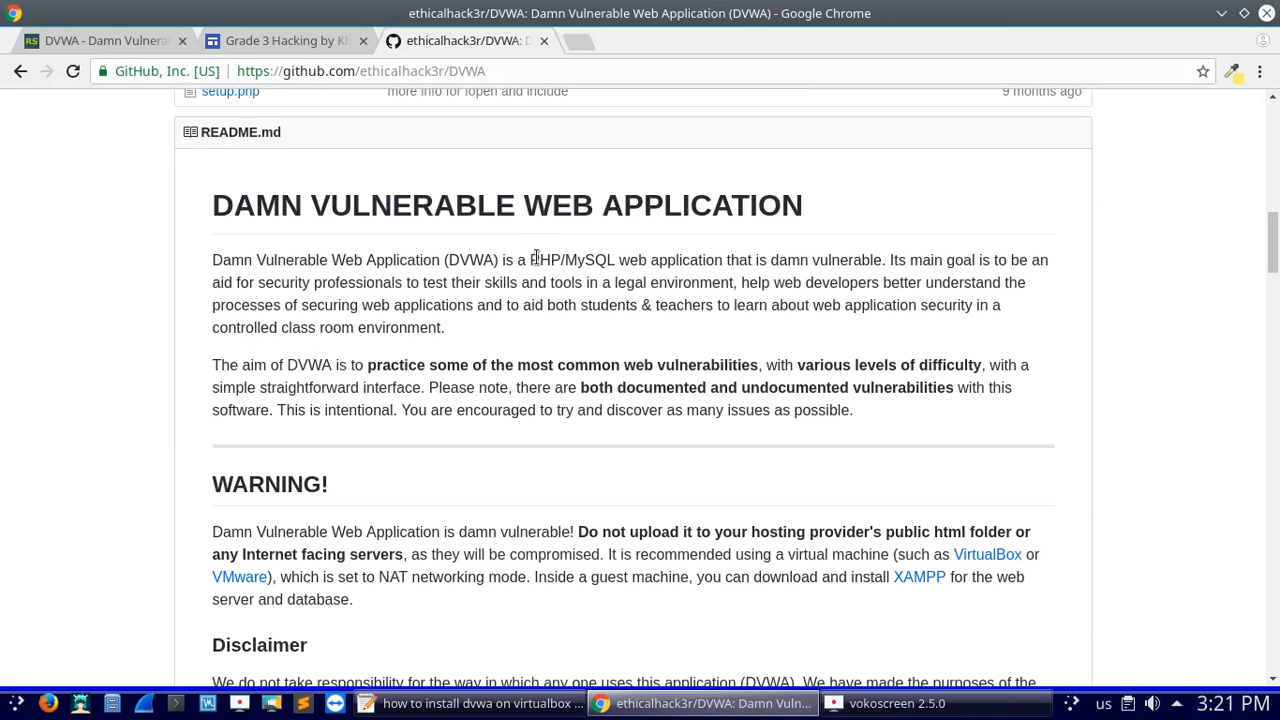 ethicalhack3r/DVWA: Damn Vulnerable Web Application (DVWA) - Google Chrome
RS DVWA - Damn Vulnera
Grade 3 Hacking by Kh
ethicalhack3r/DVWA: D
GitHub, Inc. [US] https://github.com/ethicalhack3r/DVWA
setup.php more info for fopen and include 9 months ago
README.md
DAMN VULNERABLE WEB APPLICATION
Damn Vulnerable Web Application (DVWA) is a PHP/MySQL web application that is damn vulnerable. Its main goal is to be an
aid for security professionals to test their skills and tools in a legal environment, help web developers better understand the
processes of securing web applications and to aid both students & teachers to learn about web application security in a
controlled class room environment.
The aim of DVWA is to practice some of the most common web vulnerabilities, with various levels of difficulty, with a
simple straightforward interface. Please note, there are both documented and undocumented vulnerabilities with this
software. This is intentional. You are encouraged to try and discover as many issues as possible.
WARNING!
Damn Vulnerable Web Application is damn vulnerable! Do not upload it to your hosting provider's public html folder or
any Internet facing servers, as they will be compromised. It is recommended using a virtual machine (such as VirtualBox or
VMware), which is set to NAT networking mode. Inside a guest machine, you can download and install XAMPP for the web
server and database.
Disclaimer
We do not take responsibility for the way in which any one uses this application (DVWA). We have made the purposes of the
how to install dvwa on virtualbox ...
ethicalhack3r/DVWA: Damn Vuln...
vokoscreen 2.5.0
us
3:21 PM